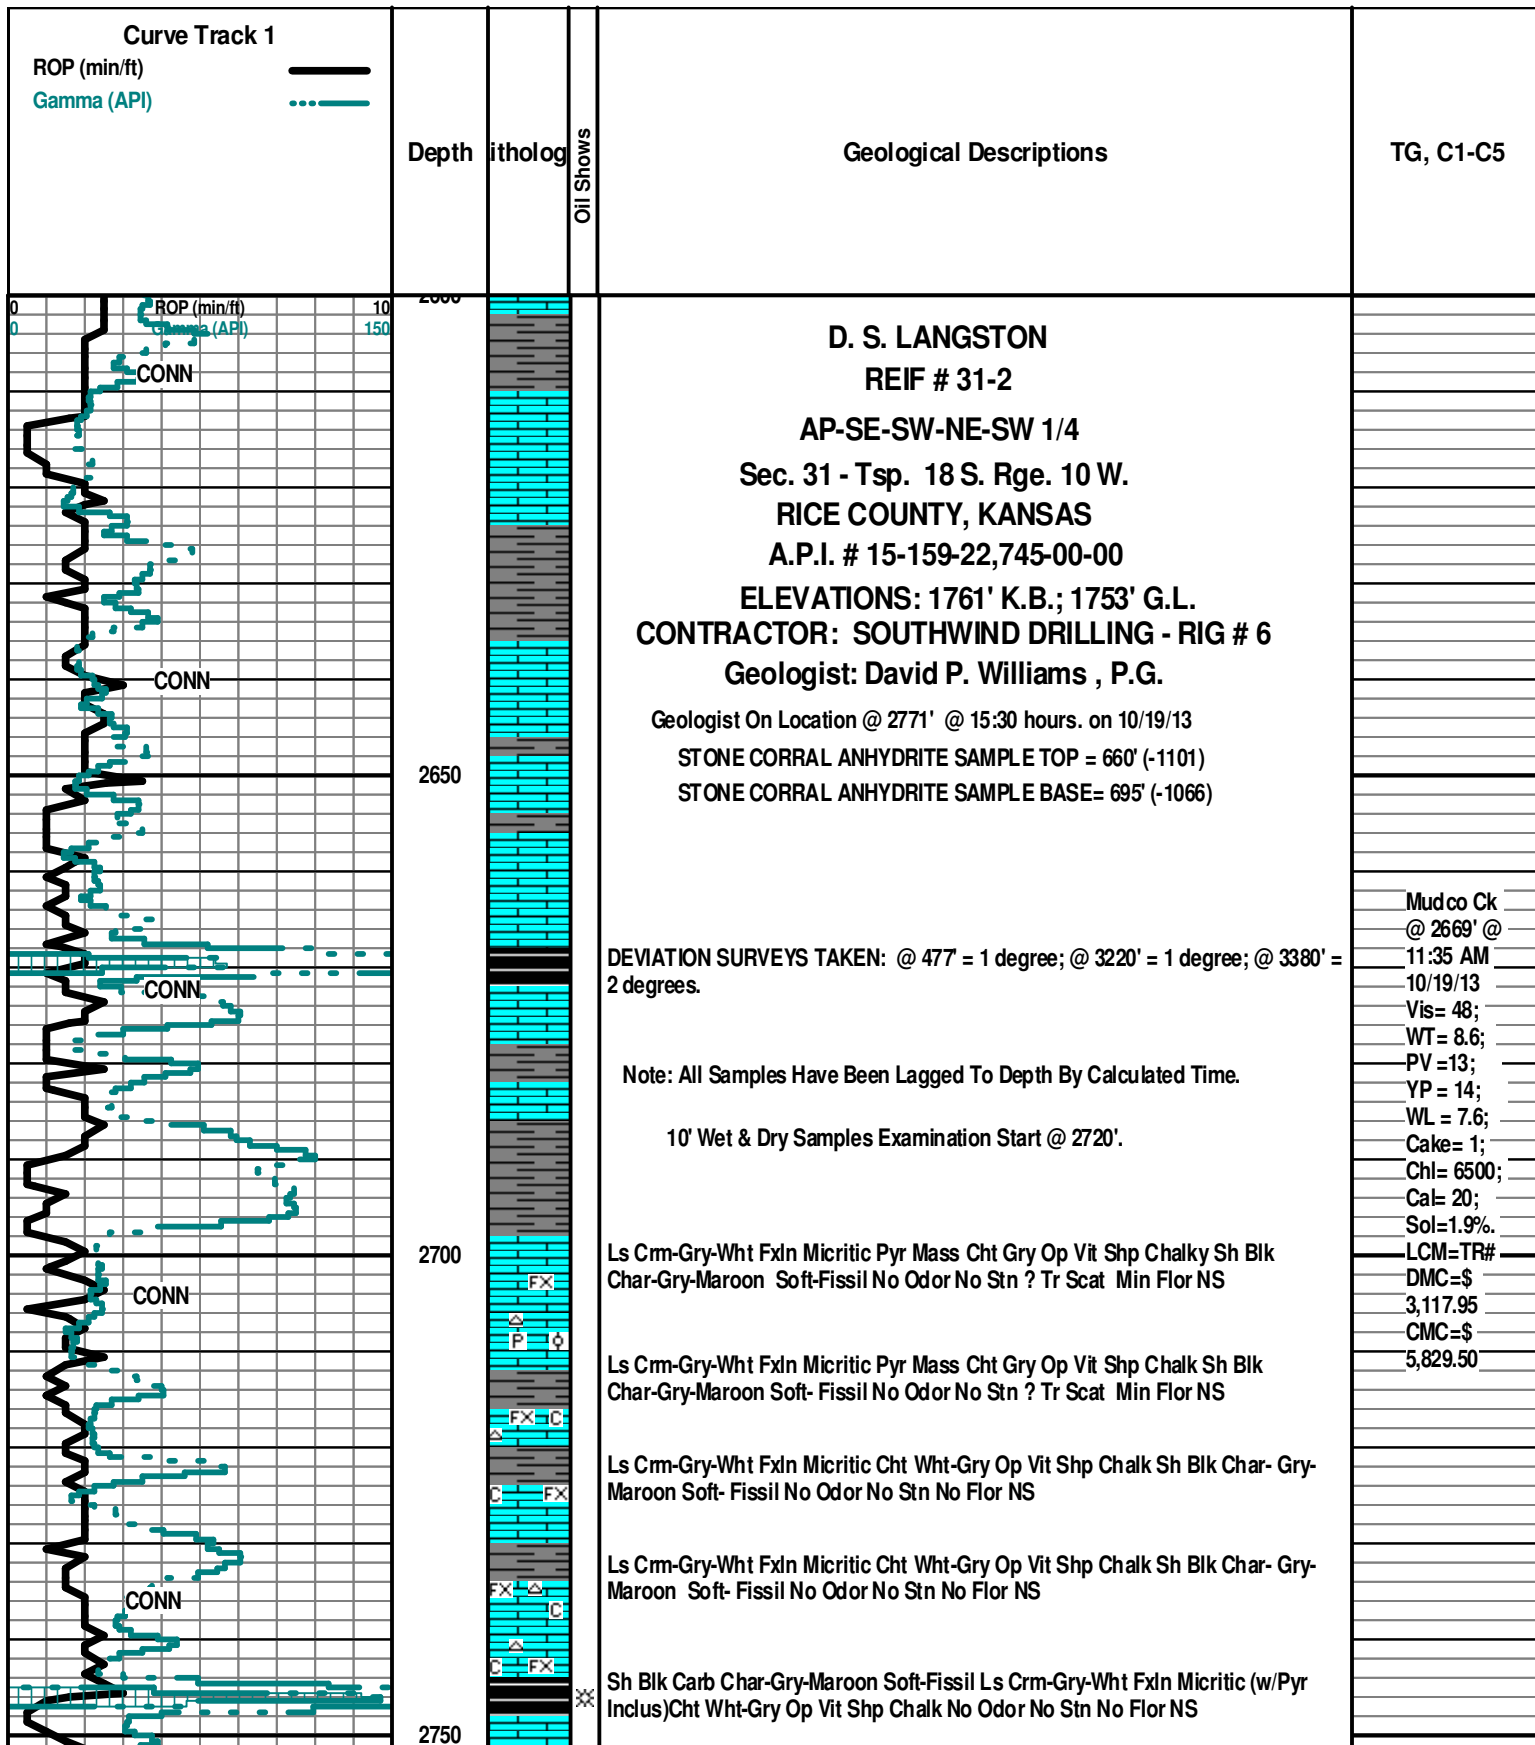 Curve Track 1
ROP (min/ft)
Gamma (API)
Depth
itholog
Oil Shows
Geological Descriptions
TG, C1-C5
0 ROP (min/ft) 10
0 Gamma (API) 150
2600
CONN
CONN
2650
CONN
2700
CONN
CONN
2750
FX
P
FX C
C FX
FX
C
C FX
D. S. LANGSTON
REIF # 31-2
AP-SE-SW-NE-SW 1/4
Sec. 31 - Tsp. 18 S. Rge. 10 W.
RICE COUNTY, KANSAS
A.P.I. # 15-159-22,745-00-00
ELEVATIONS: 1761' K.B.; 1753' G.L.
CONTRACTOR: SOUTHWIND DRILLING - RIG # 6
Geologist: David P. Williams , P.G.
Geologist On Location @ 2771' @ 15:30 hours. on 10/19/13
STONE CORRAL ANHYDRITE SAMPLE TOP = 660' (-1101)
STONE CORRAL ANHYDRITE SAMPLE BASE= 695' (-1066)
DEVIATION SURVEYS TAKEN: @ 477' = 1 degree; @ 3220' = 1 degree; @ 3380' =
2 degrees.
Note: All Samples Have Been Lagged To Depth By Calculated Time.
10' Wet & Dry Samples Examination Start @ 2720'.
Ls Crm-Gry-Wht Fxln Micritic Pyr Mass Cht Gry Op Vit Shp Chalky Sh Blk
Char-Gry-Maroon Soft-Fissil No Odor No Stn ? Tr Scat Min Flor NS
Ls Crm-Gry-Wht Fxln Micritic Pyr Mass Cht Gry Op Vit Shp Chalk Sh Blk
Char-Gry-Maroon Soft- Fissil No Odor No Stn ? Tr Scat Min Flor NS
Ls Crm-Gry-Wht Fxln Micritic Cht Wht-Gry Op Vit Shp Chalk Sh Blk Char- Gry-
Maroon Soft- Fissil No Odor No Stn No Flor NS
Ls Crm-Gry-Wht Fxln Micritic Cht Wht-Gry Op Vit Shp Chalk Sh Blk Char- Gry-
Maroon Soft- Fissil No Odor No Stn No Flor NS
Sh Blk Carb Char-Gry-Maroon Soft-Fissil Ls Crm-Gry-Wht Fxln Micritic (w/Pyr
Inclus)Cht Wht-Gry Op Vit Shp Chalk No Odor No Stn No Flor NS
Mudco Ck
@ 2669' @
11:35 AM
10/19/13
Vis= 48;
WT= 8.6;
PV =13;
YP = 14;
WL = 7.6;
Cake= 1;
Chl= 6500;
Cal= 20;
Sol=1.9%.
LCM=TR#
DMC=$
3,117.95
CMC=$
5,829.50